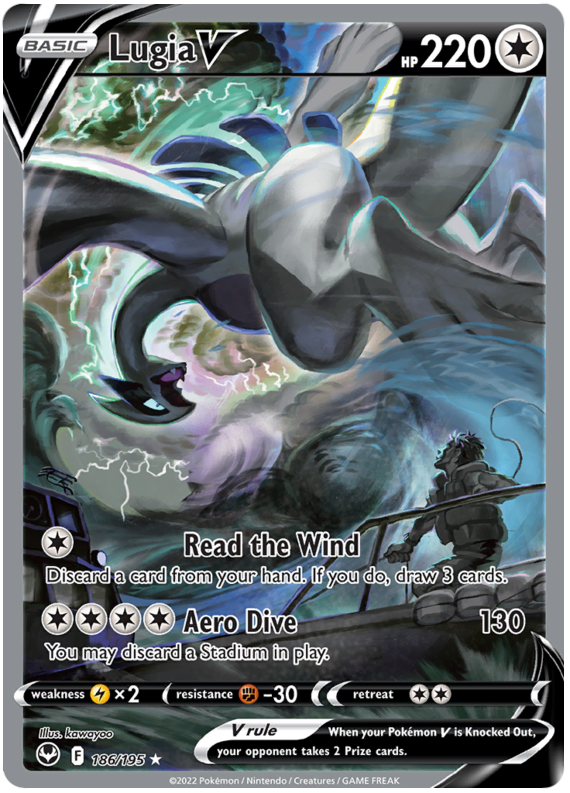 BASIC Lugia V HP 220
Read the Wind
Discard a card from your hand. If you do, draw 3 cards.
Aero Dive 130
You may discard a Stadium in play.
weakness ×2 resistance -30 retreat
Illus. kawayoo
F 186/195
V rule When your Pokémon V is Knocked Out,
your opponent takes 2 Prize cards.
©2022 Pokémon / Nintendo / Creatures / GAME FREAK